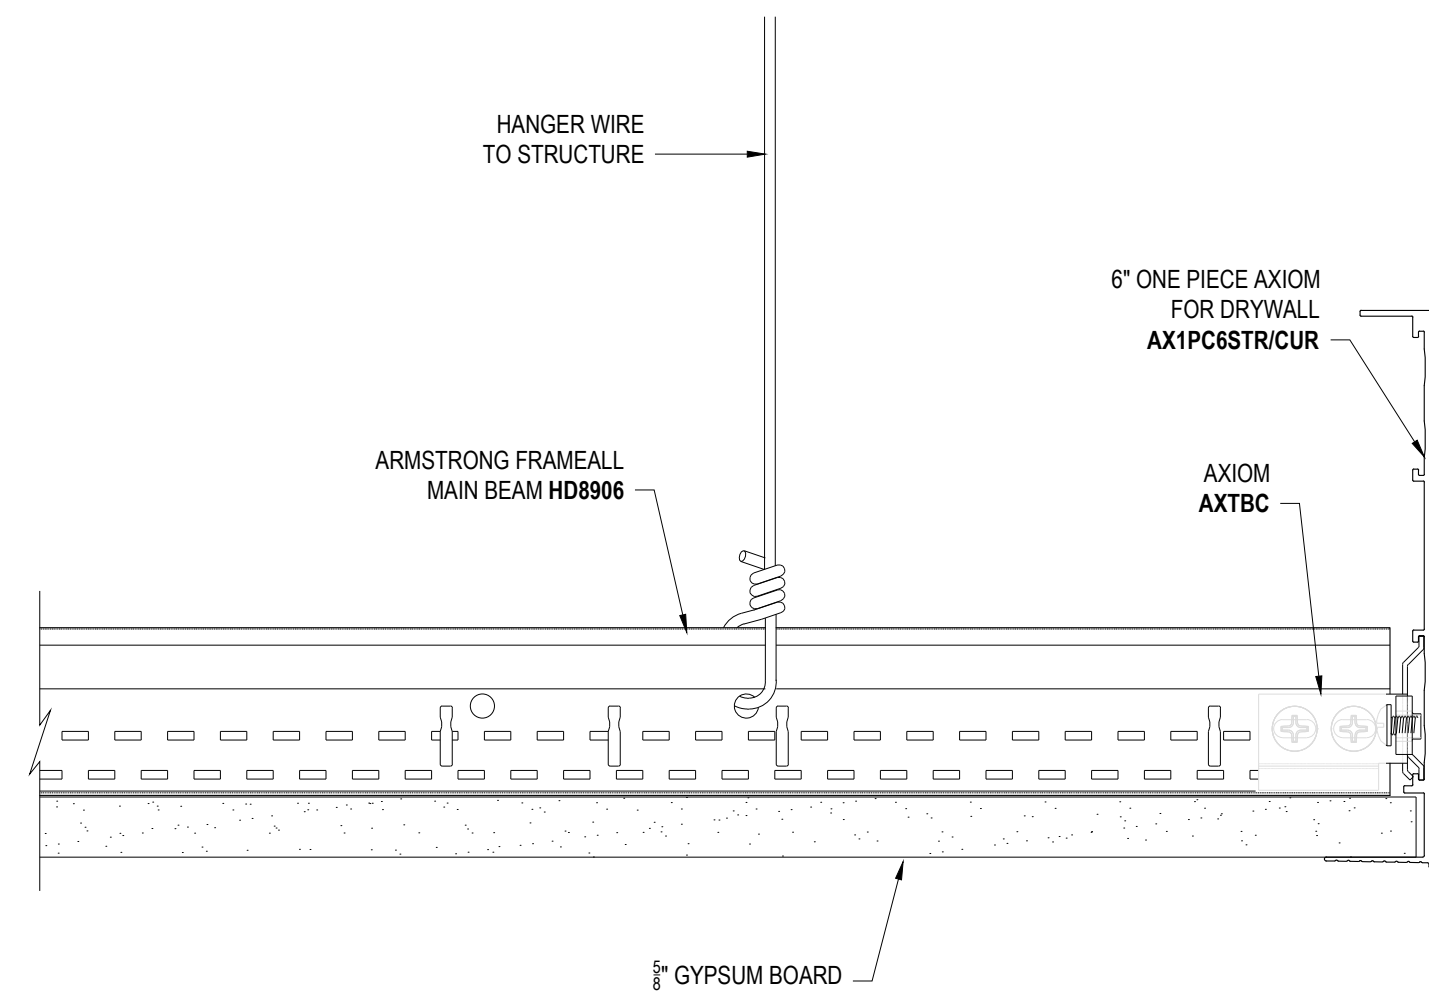 HANGER WIRE
TO STRUCTURE
6" ONE PIECE AXIOM
FOR DRYWALL
AX1PC6STR/CUR
ARMSTRONG FRAMEALL
MAIN BEAM HD8906
AXIOM
AXTBC
5/8" GYPSUM BOARD